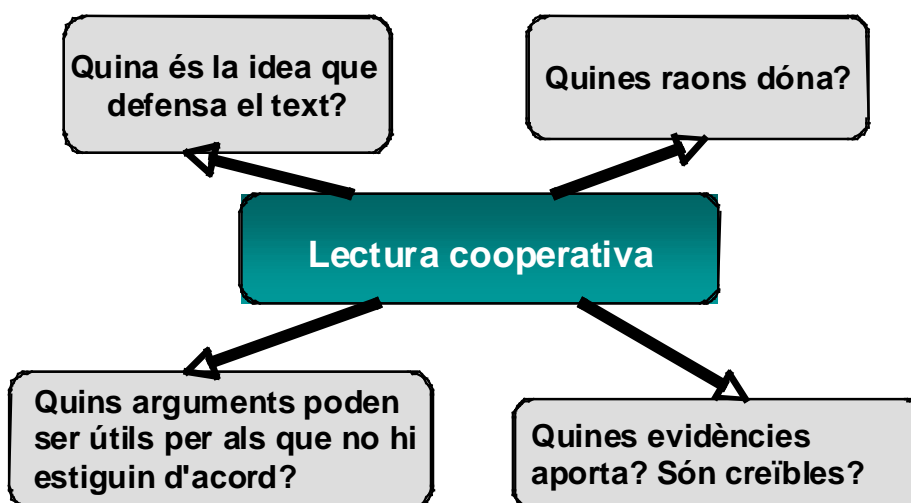 Quina és la idea que
defensa el text?
Quines raons dóna?
Lectura cooperativa
Quins arguments poden
ser útils per als que no hi
estiguin d'acord?
Quines evidències
aporta? Són creïbles?